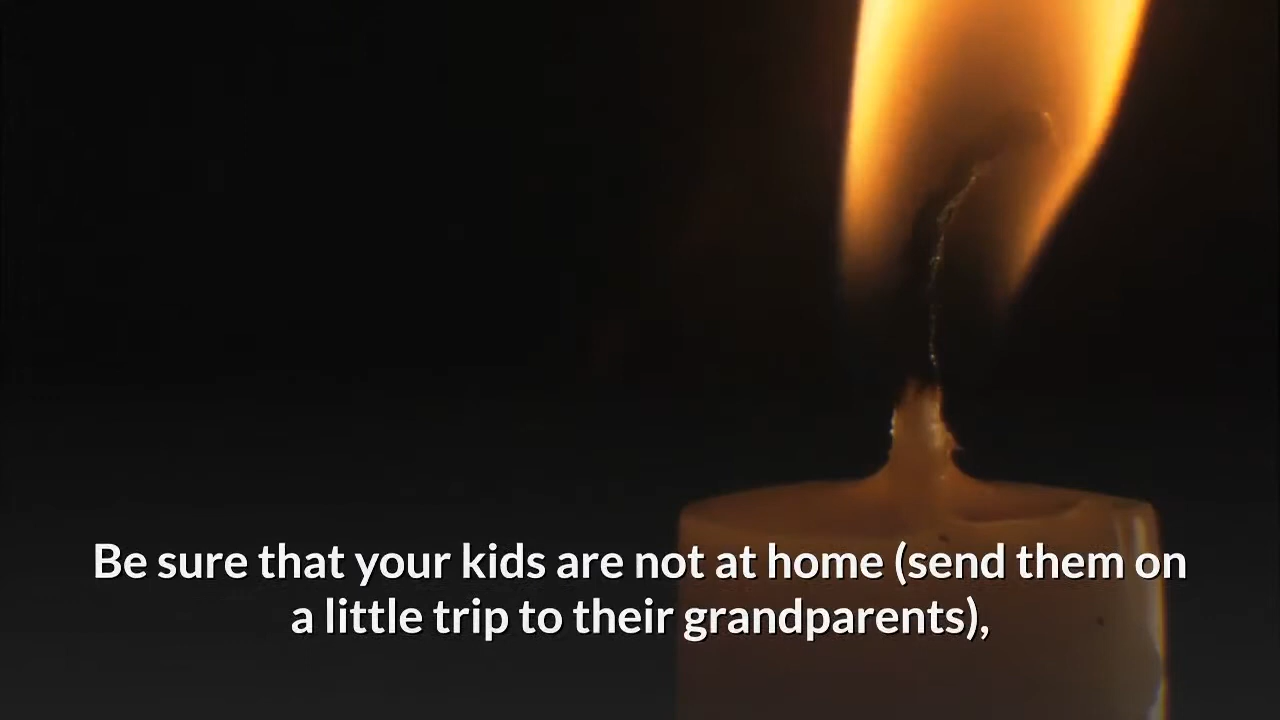 Be sure that your kids are not at home (send them on
a little trip to their grandparents),